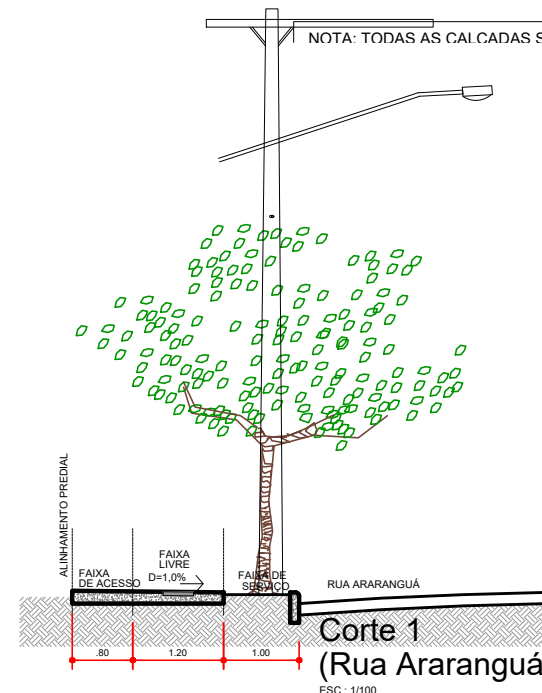 NOTA: TODAS AS CALCADAS S
ALINHAMENTO PREDIAL
FAIXA
DE ACESSO
FAIXA
LIVRE
D=1,0%
FAIXA DE
SERVIÇO
RUA ARARANGUÁ
.80
1.20
1.00
Corte 1
(Rua Araranguá
ESC.: 1/100